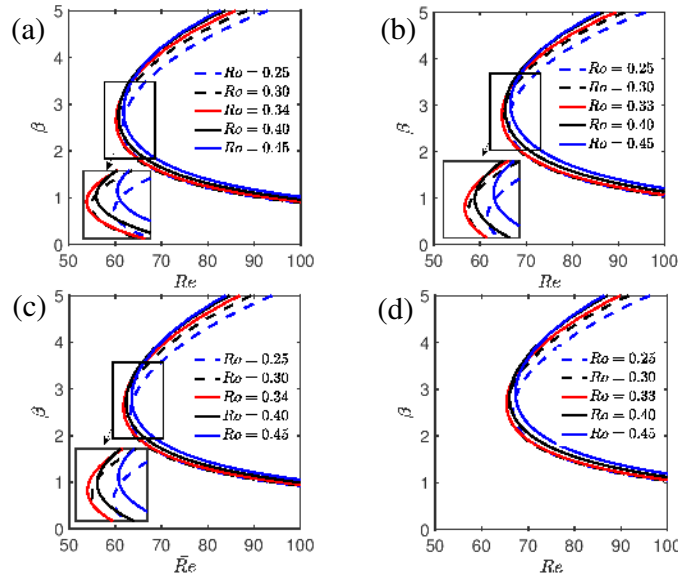 (a)
5
4
3
2
1
0
β
Ro = 0.25
Ro = 0.30
Ro = 0.34
Ro = 0.40
Ro = 0.45
50 60 70 80 90 100
Re
(b)
5
4
3
2
1
0
β
Ro = 0.25
Ro = 0.30
Ro = 0.33
Ro = 0.40
Ro = 0.45
50 60 70 80 90 100
Re
(c)
5
4
3
2
1
0
β
Ro = 0.25
Ro = 0.30
Ro = 0.34
Ro = 0.40
Ro = 0.45
50 60 70 80 90 100
Re
(d)
5
4
3
2
1
0
β
Ro = 0.25
Ro = 0.30
Ro = 0.33
Ro = 0.40
Ro = 0.45
50 60 70 80 90 100
Re